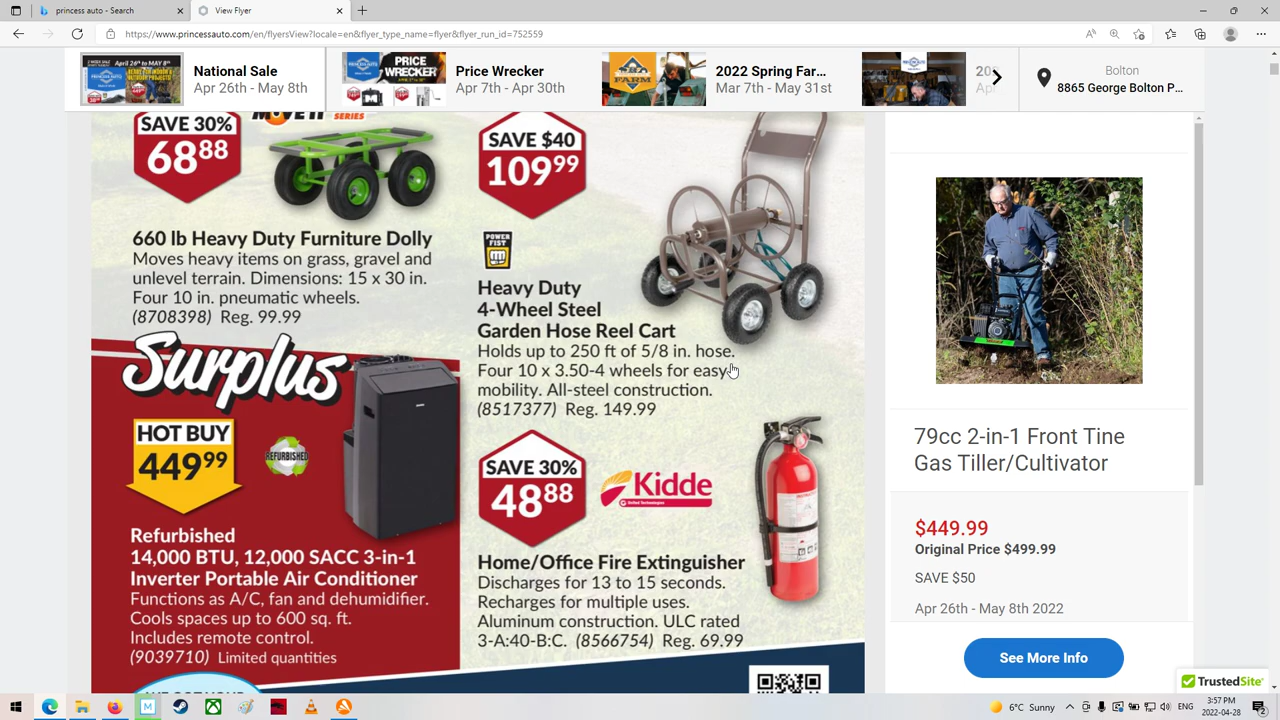 princess auto - Search
View Flyer
https://www.princessauto.com/en/flyersView?locale=en&flyer_type_name=flyer&flyer_run_id=752559
National Sale
Apr 26th - May 8th
PRICE WRECKER
Price Wrecker
Apr 7th - Apr 30th
FARM
2022 Spring Far...
Mar 7th - May 31st
Bolton
8865 George Bolton P...
SAVE 30%
68 88
SERIES
660 lb Heavy Duty Furniture Dolly
Moves heavy items on grass, gravel and
unlevel terrain. Dimensions: 15 x 30 in.
Four 10 in. pneumatic wheels.
(8708398) Reg. 99.99
SAVE $40
109 99
POWER
FIST
Heavy Duty
4-Wheel Steel
Garden Hose Reel Cart
Holds up to 250 ft of 5/8 in. hose.
Four 10 x 3.50-4 wheels for easy
mobility. All-steel construction.
(8517377) Reg. 149.99
Surplus
HOT BUY
449 99
REFURBISHED
Refurbished
14,000 BTU, 12,000 SACC 3-in-1
Inverter Portable Air Conditioner
Functions as A/C, fan and dehumidifier.
Cools spaces up to 600 sq. ft.
Includes remote control.
(9039710) Limited quantities
SAVE 30%
48 88
Kidde
United Technologies
Home/Office Fire Extinguisher
Discharges for 13 to 15 seconds.
Recharges for multiple uses.
Aluminum construction. ULC rated
3-A:40-B:C. (8566754) Reg. 69.99
79cc 2-in-1 Front Tine
Gas Tiller/Cultivator
$449.99
Original Price $499.99
SAVE $50
Apr 26th - May 8th 2022
See More Info
TrustedSite
6°C Sunny
ENG
3:57 PM
2022-04-28